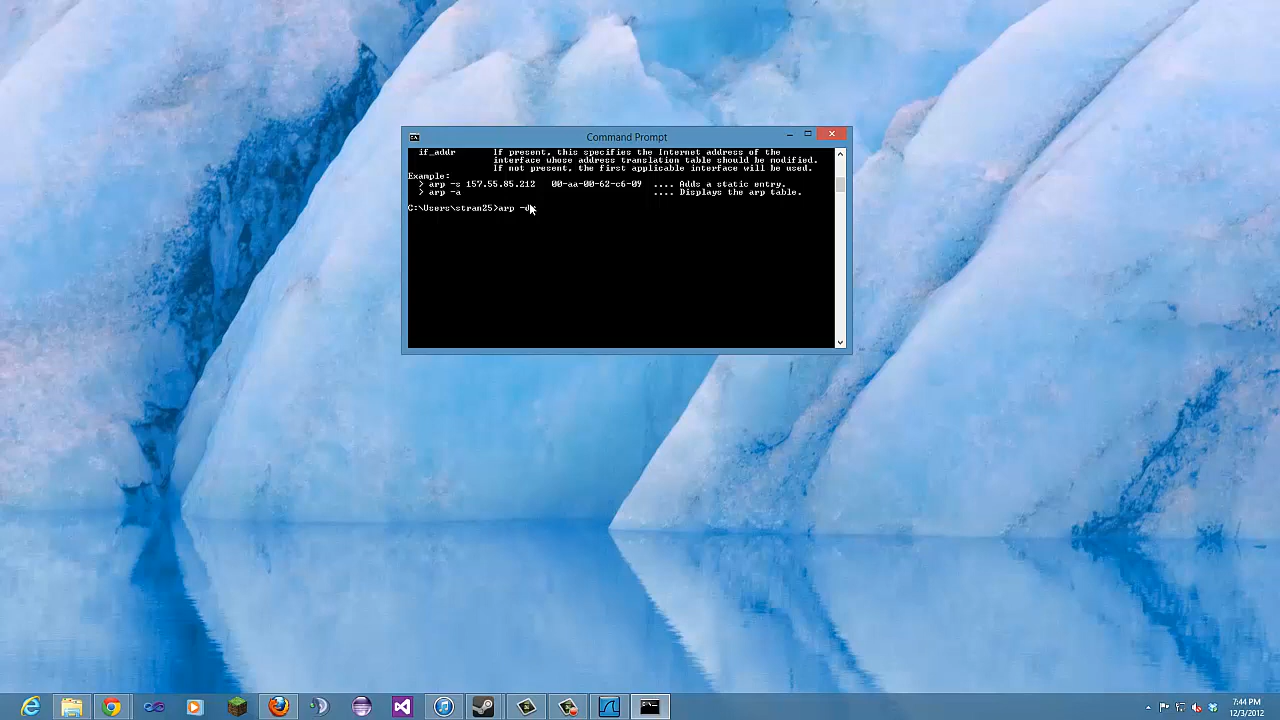 Command Prompt
if_addr If present, this specifies the Internet address of the
interface whose address translation table should be modified.
If not present, the first applicable interface will be used.
Example:
> arp -s 157.55.85.212 00-aa-00-62-c6-09 .... Adds a static entry.
> arp -a .... Displays the arp table.
C:\Users\stran25>arp -d
7:44 PM
12/3/2012